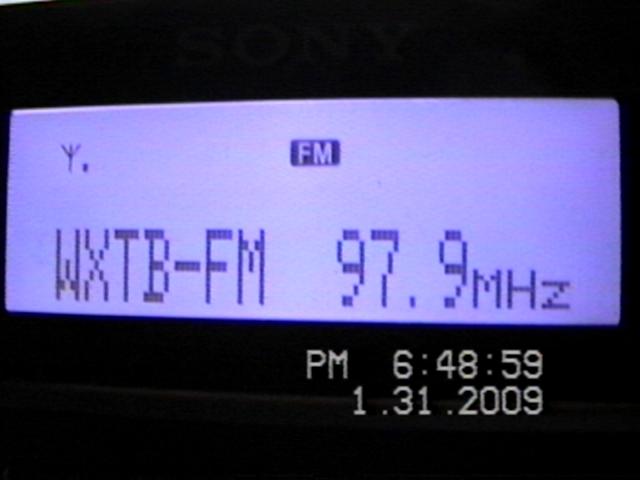 SONY
FM
WXTB-FM 97.9MHz
PM 6:48:59
1.31.2009